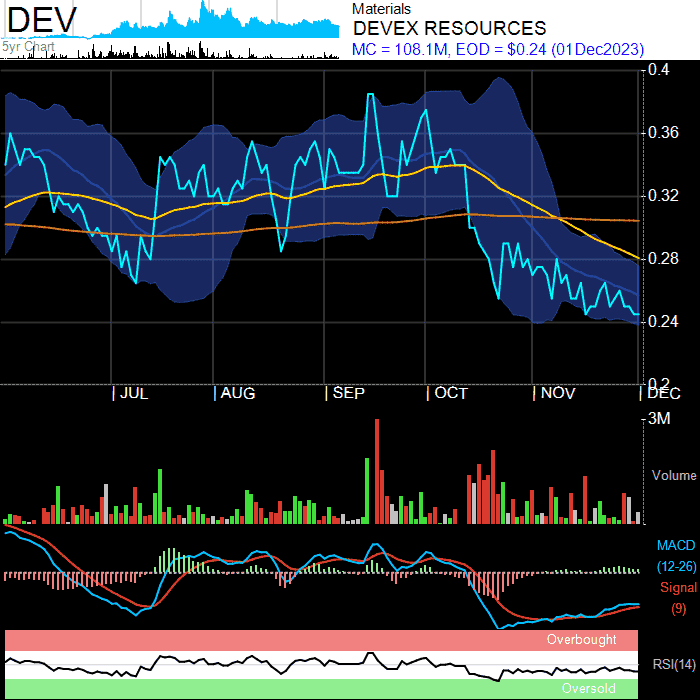 DEV
5yr Chart
Materials
DEVEX RESOURCES
MC = 108.1M, EOD = $0.24 (01Dec2023)
0.4
0.36
0.32
0.28
0.24
0.2
JUL
AUG
SEP
OCT
NOV
DEC
3M
Volume
MACD
(12-26)
Signal
(9)
Overbought
RSI(14)
Oversold